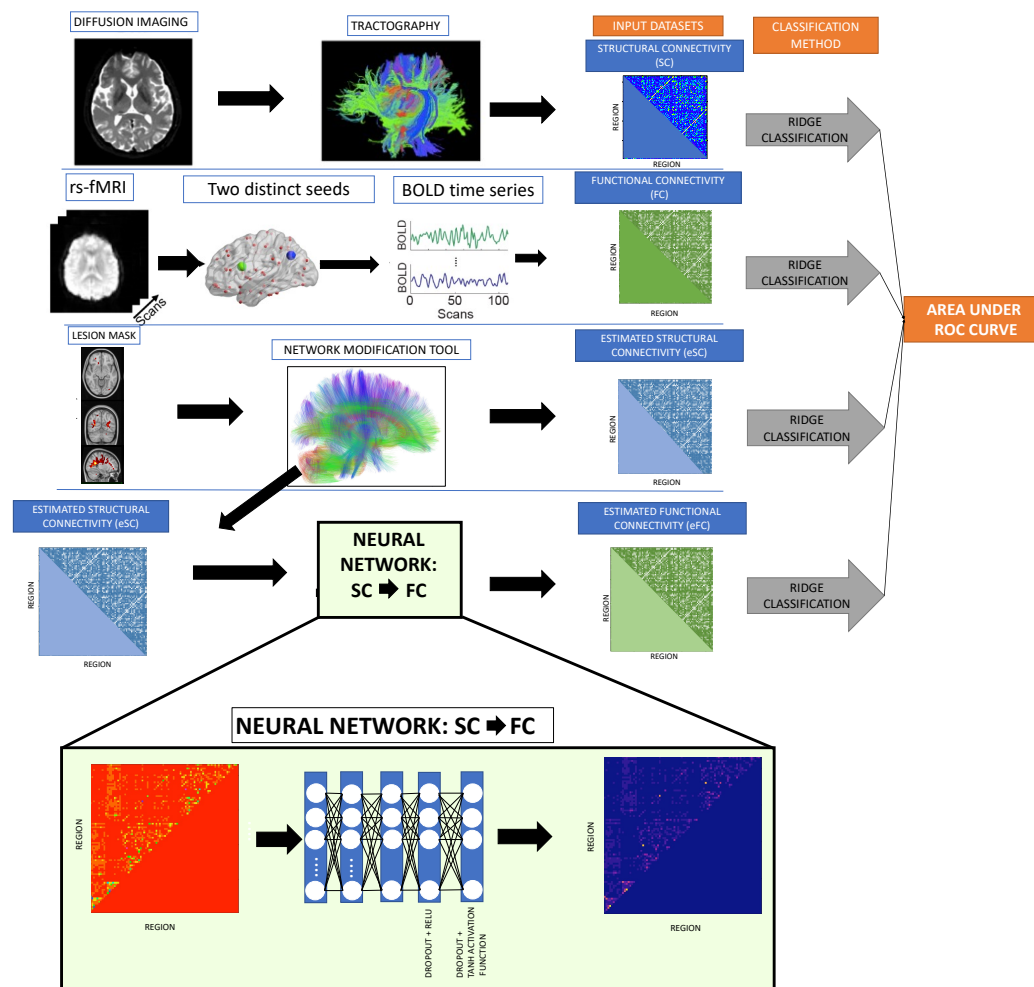 DIFFUSION IMAGING
TRACTOGRAPHY
INPUT DATASETS
CLASSIFICATION
METHOD
STRUCTURAL CONNECTIVITY
(SC)
REGION
REGION
RIDGE
CLASSIFICATION
rs-fMRI
Two distinct seeds
BOLD time series
FUNCTIONAL CONNECTIVITY
(FC)
Scans
BOLD
BOLD
0 50 100
Scans
REGION
REGION
RIDGE
CLASSIFICATION
AREA UNDER
ROC CURVE
LESION MASK
NETWORK MODIFICATION TOOL
ESTIMATED STRUCTURAL
CONNECTIVITY (eSC)
REGION
REGION
RIDGE
CLASSIFICATION
ESTIMATED STRUCTURAL
CONNECTIVITY (eSC)
REGION
REGION
NEURAL
NETWORK:
SC ➡ FC
ESTIMATED FUNCTIONAL
CONNECTIVITY (eFC)
REGION
REGION
RIDGE
CLASSIFICATION
NEURAL NETWORK: SC ➡ FC
REGION
REGION
DROPOUT + RELU
DROPOUT +
TANH ACTIVATION
FUNCTION
REGION
REGION